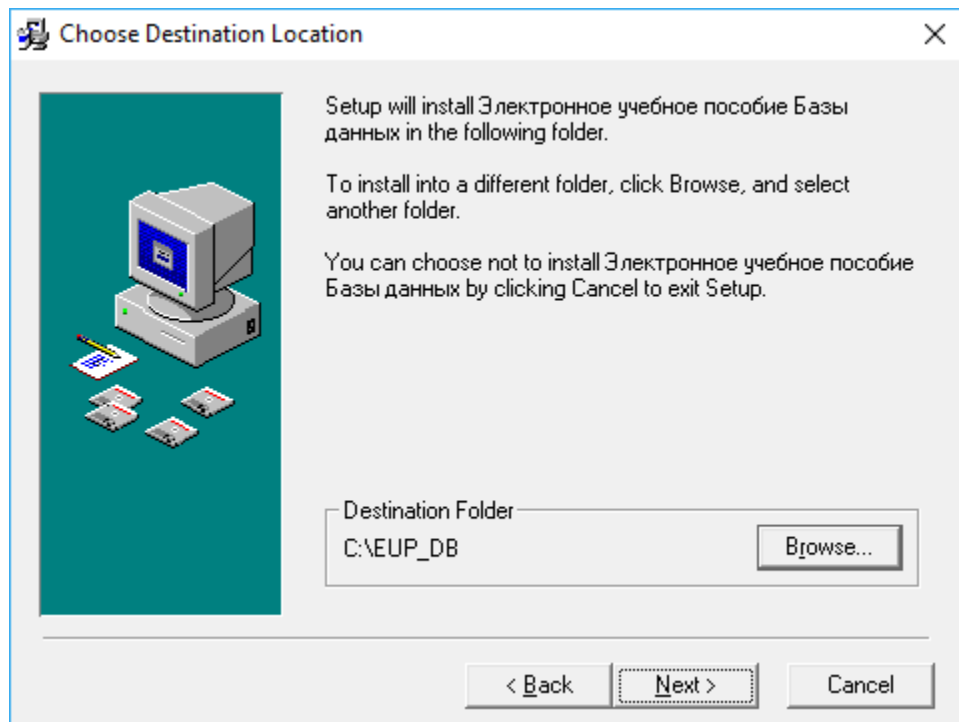 Choose Destination Location
Setup will install Электронное учебное пособие Базы
данных in the following folder.
To install into a different folder, click Browse, and select
another folder.
You can choose not to install Электронное учебное пособие
Базы данных by clicking Cancel to exit Setup.
Destination Folder
C:\EUP_DB
Browse...
< Back
Next >
Cancel